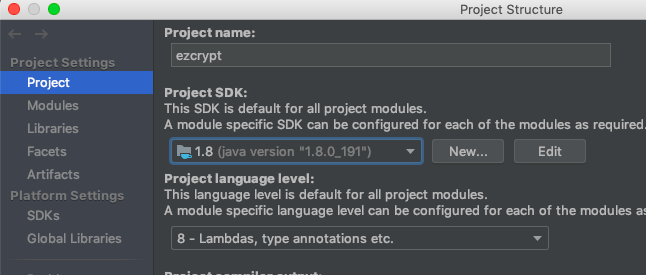 Project Structure
Project Settings
Project
Modules
Libraries
Facets
Artifacts
Platform Settings
SDKs
Global Libraries
Project name:
ezcrypt
Project SDK:
This SDK is default for all project modules.
A module specific SDK can be configured for each of the modules as required.
1.8 (java version "1.8.0_191")
New...
Edit
Project language level:
This language level is default for all project modules.
A module specific language level can be configured for each of the modules as
8 - Lambdas, type annotations etc.
Project compiler output: